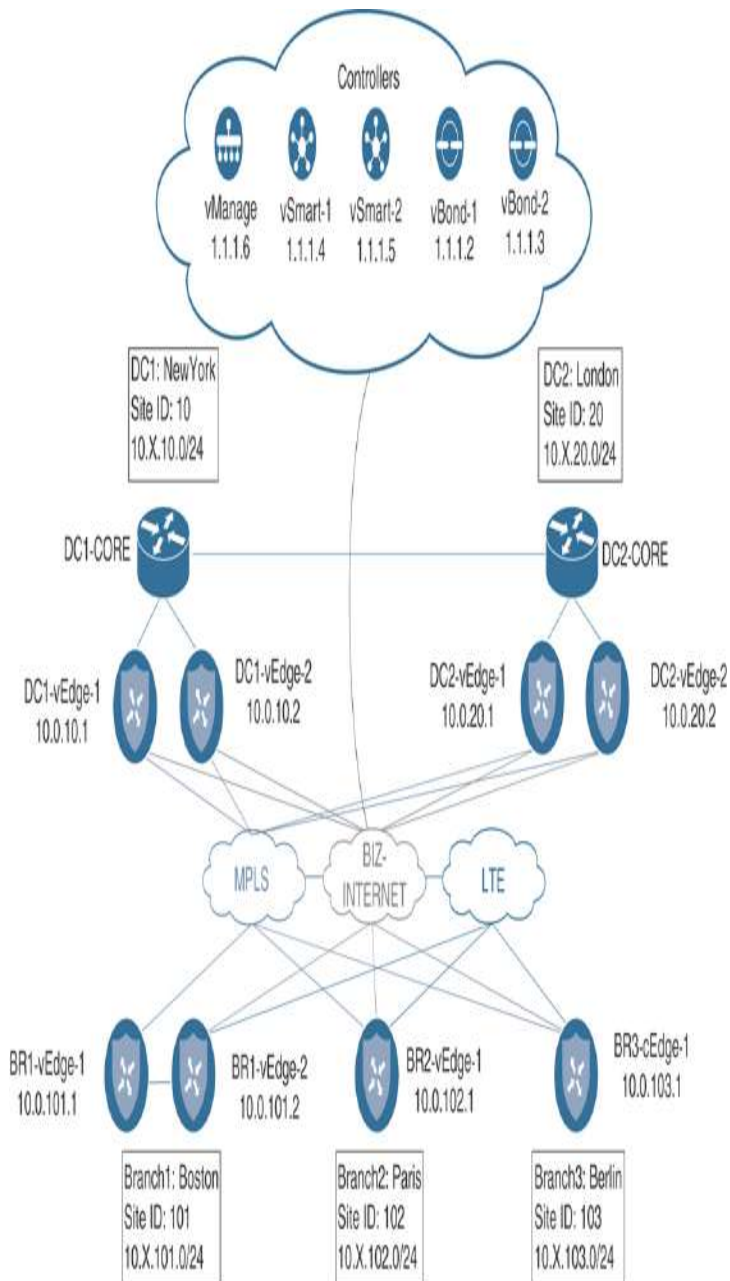 Controllers
vManage
1.1.1.6
vSmart-1
1.1.1.4
vSmart-2
1.1.1.5
vBond-1
1.1.1.2
vBond-2
1.1.1.3
DC1: NewYork
Site ID: 10
10.X.10.0/24
DC2: London
Site ID: 20
10.X.20.0/24
DC1-CORE
DC2-CORE
DC1-vEdge-1
10.0.10.1
DC1-vEdge-2
10.0.10.2
DC2-vEdge-1
10.0.20.1
DC2-vEdge-2
10.0.20.2
MPLS
BIZ-
INTERNET
LTE
BR1-vEdge-1
10.0.101.1
BR1-vEdge-2
10.0.101.2
BR2-vEdge-1
10.0.102.1
BR3-cEdge-1
10.0.103.1
Branch1: Boston
Site ID: 101
10.X.101.0/24
Branch2: Paris
Site ID: 102
10.X.102.0/24
Branch3: Berlin
Site ID: 103
10.X.103.0/24